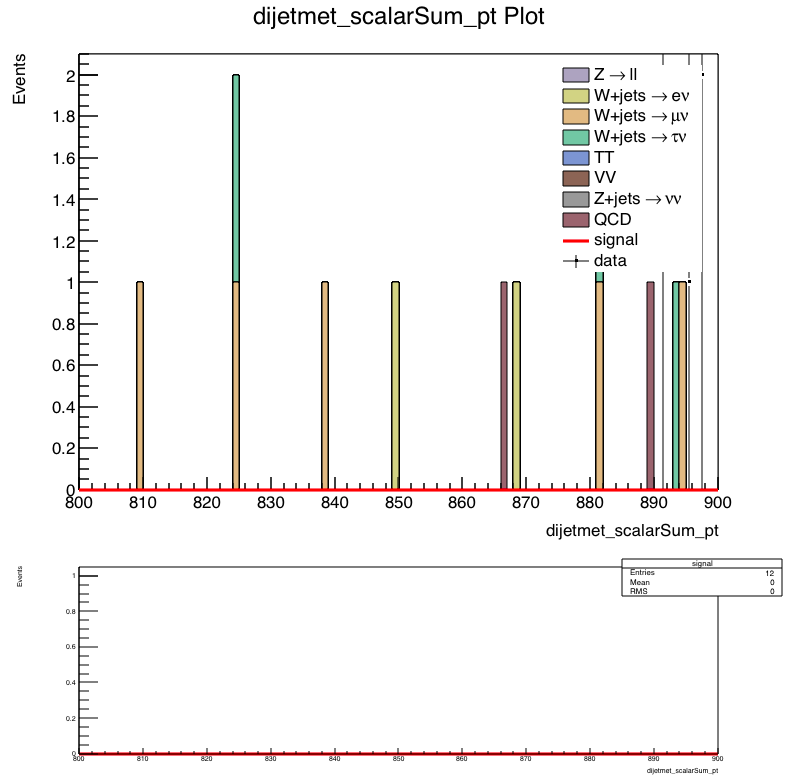 dijetmet_scalarSum_pt Plot
Events
2
1.8
1.6
1.4
1.2
1
0.8
0.6
0.4
0.2
0
Z → ll
W+jets → eν
W+jets → μν
W+jets → τν
TT
VV
Z+jets → νν
QCD
signal
data
800 810 820 830 840 850 860 870 880 890 900
dijetmet_scalarSum_pt
signal
Entries 12
Mean 0
RMS 0
Events
1
0.8
0.6
0.4
0.2
0
800 810 820 830 840 850 860 870 880 890 900
dijetmet_scalarSum_pt